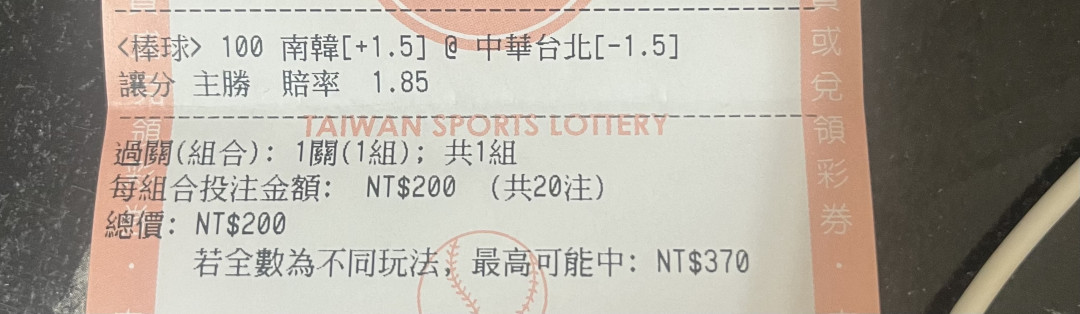 <棒球> 100 南韓[+1.5] @ 中華台北[-1.5]
讓分 主勝 賠率 1.85
TAIWAN SPORTS LOTTERY
過關(組合): 1關(1組); 共1組
每組合投注金額: NT$200 (共20注)
總價: NT$200
若全數為不同玩法, 最高可能中: NT$370
或兌領彩券・
領